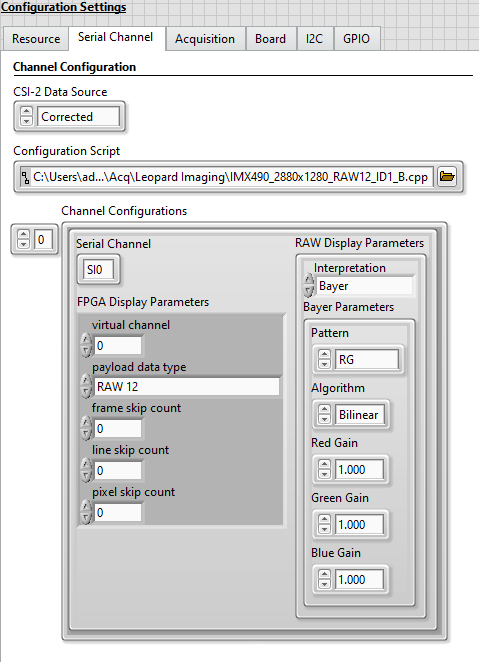 Configuration Settings
Resource Serial Channel Acquisition Board I2C GPIO
Channel Configuration
CSI-2 Data Source
Corrected
Configuration Script
C:\Users\ad...\Acq\Leopard Imaging\IMX490_2880x1280_RAW12_ID1_B.cpp
Channel Configurations
0
Serial Channel
SI0
FPGA Display Parameters
virtual channel
0
payload data type
RAW 12
frame skip count
0
line skip count
0
pixel skip count
0
RAW Display Parameters
Interpretation
Bayer
Bayer Parameters
Pattern
RG
Algorithm
Bilinear
Red Gain
1.000
Green Gain
1.000
Blue Gain
1.000